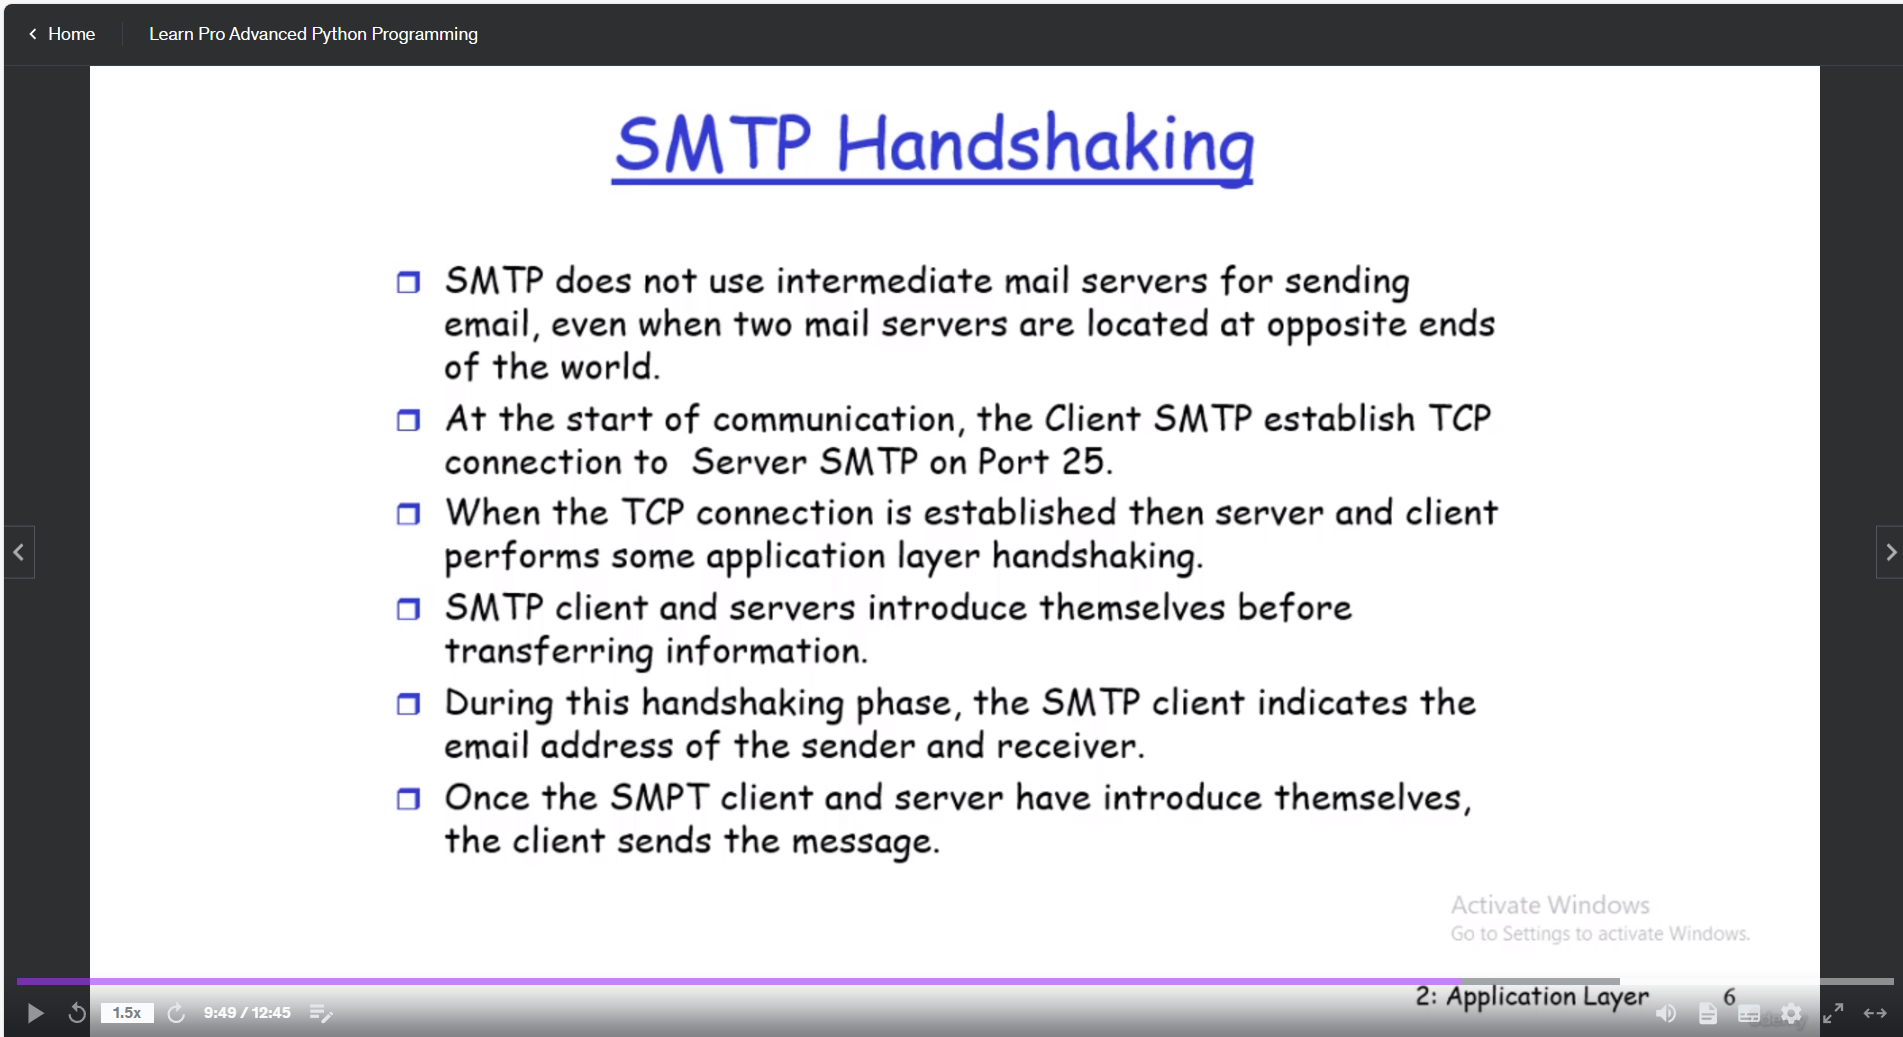 Home
Learn Pro Advanced Python Programming
SMTP Handshaking
SMTP does not use intermediate mail servers for sending
email, even when two mail servers are located at opposite ends
of the world.
At the start of communication, the Client SMTP establish TCP
connection to Server SMTP on Port 25.
When the TCP connection is established then server and client
performs some application layer handshaking.
SMTP client and servers introduce themselves before
transferring information.
During this handshaking phase, the SMTP client indicates the
email address of the sender and receiver.
Once the SMPT client and server have introduce themselves,
the client sends the message.
Activate Windows
Go to Settings to activate Windows.
2: Application Layer
6
1.5x
9:49 / 12:45